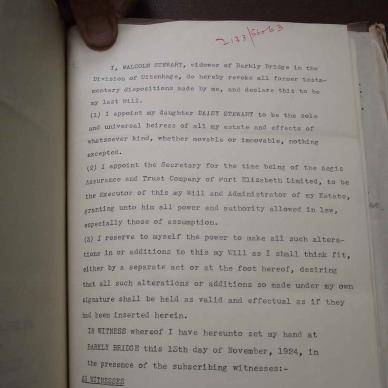 2173/5606 3
I, MALCOLM STEWART, widower of Barkly Bridge in the
Division of Uitenhage, do hereby revoke all former testa-
mentary dispositions made by me, and declare this to be
my last Will.
(1) I appoint my daughter DAISY STEWART to be the sole
and universal heiress of all my estate and effects of
whatsoever kind, whether movable or imovable, nothing
excepted.
(2) I appoint the Secretary for the time being of the Aegis
Assurance and Trust Company of Port Elizabeth Limited, to be
the Executor of this my Will and Administrator of my Estate,
granting unto him all power and authority allowed in law,
especially those of assumption.
(3) I reserve to myself the power to make all such altera-
tions in or additions to this my Will as I shall think fit,
either by a separate act or at the foot hereof, desiring
that all such alterations or additions so made under my own
signature shall be held as valid and effectual as if they
had been inserted herein.
IN WITNESS whereof I have hereunto set my hand at
BARKLY BRIDGE this 15th day of November, 1924, in
the presence of the subscribing witnesses:-
AS WITNESSES